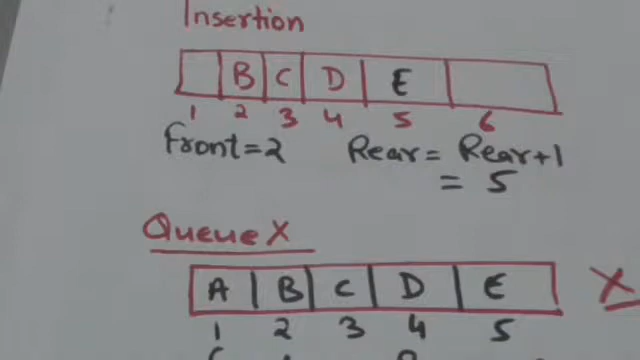 Insertion
B C D E
1 2 3 4 5 6
Front=2 Rear= Rear+1
= 5
Queue X
A B C D E X
1 2 3 4 5